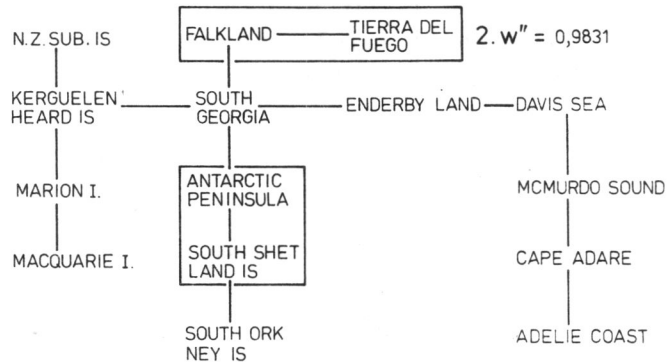 N.Z. SUB. IS
FALKLAND
TIERRA DEL
FUEGO
2. w" = 0,9831
KERGUELEN
HEARD IS
SOUTH
GEORGIA
ENDERBY LAND
DAVIS SEA
MARION I.
ANTARCTIC
PENINSULA
MCMURDO SOUND
MACQUARIE I.
SOUTH SHET
LAND IS
CAPE ADARE
SOUTH ORK
NEY IS
ADELIE COAST